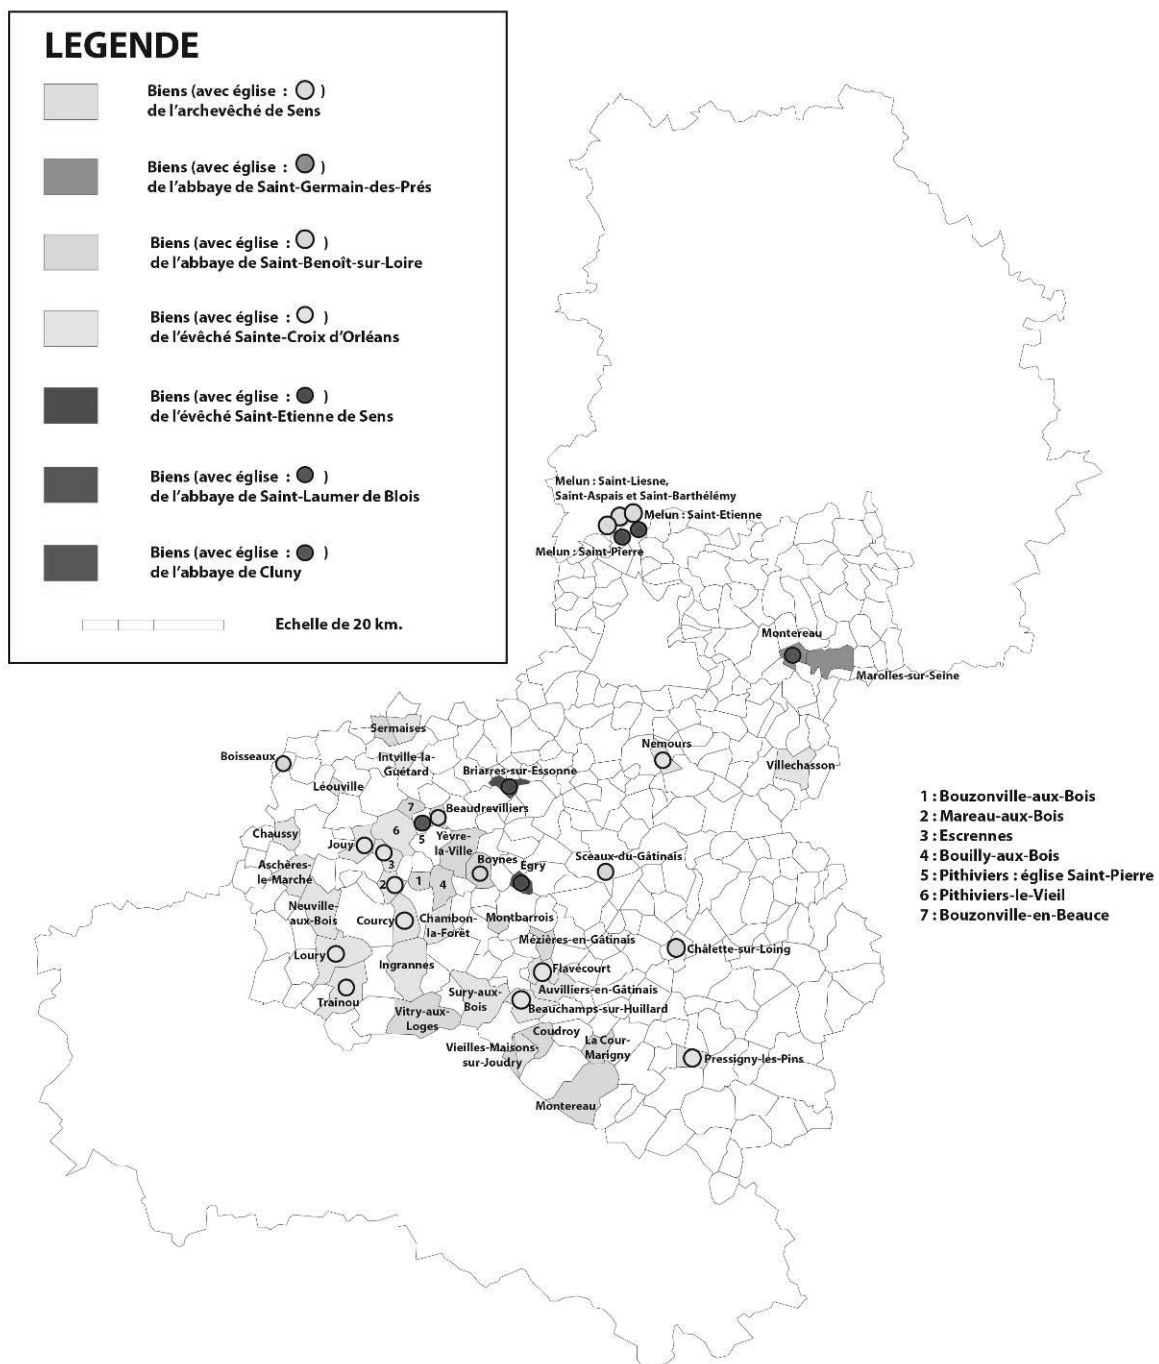 LEGENDE
Biens (avec église : )
de l'archevêché de Sens
Biens (avec église : )
de l'abbaye de Saint-Germain-des-Prés
Biens (avec église : )
de l'abbaye de Saint-Benoît-sur-Loire
Biens (avec église : )
de l'évêché Sainte-Croix d'Orléans
Biens (avec église : )
de l'évêché Saint-Etienne de Sens
Biens (avec église : )
de l'abbaye de Saint-Laumer de Blois
Biens (avec église : )
de l'abbaye de Cluny
Echelle de 20 km.
Melun : Saint-Liesne,
Saint-Aspais et Saint-Barthélémy
Melun : Saint-Etienne
Melun : Saint-Pierre
Montereau
Marolles-sur-Seine
Sermaises
Boisseaux
Intville-la-
Guétard
Nemours
Villechasson
Briarres-sur-Essonne
Léouville
7
Beaudrevilliers
Chaussy
6
5
Yèvre-
la-Ville
Jouy
3
Boynes
Égry
Sceaux-du-Gâtinais
Aschères-
le-Marché
2
1
4
Neuville-
aux-Bois
Courcy
Chambon-
la-Forêt
Montbarrois
Mézières-en-Gâtinais
Châlette-sur-Loing
Loury
Ingrannes
Flavécourt
Auvilliers-en-Gâtinais
Trainou
Sury-aux-
Bois
Beauchamps-sur-Huillard
Vitry-aux-
Loges
Coudroy
Vieilles-Maisons-
sur-Joudry
La Cour-
Marigny
Pressigny-les-Pins
Montereau
1 : Bouzonville-aux-Bois
2 : Mareau-aux-Bois
3 : Escrennes
4 : Bouilly-aux-Bois
5 : Pithiviers : église Saint-Pierre
6 : Pithiviers-le-Vieil
7 : Bouzonville-en-Beauce